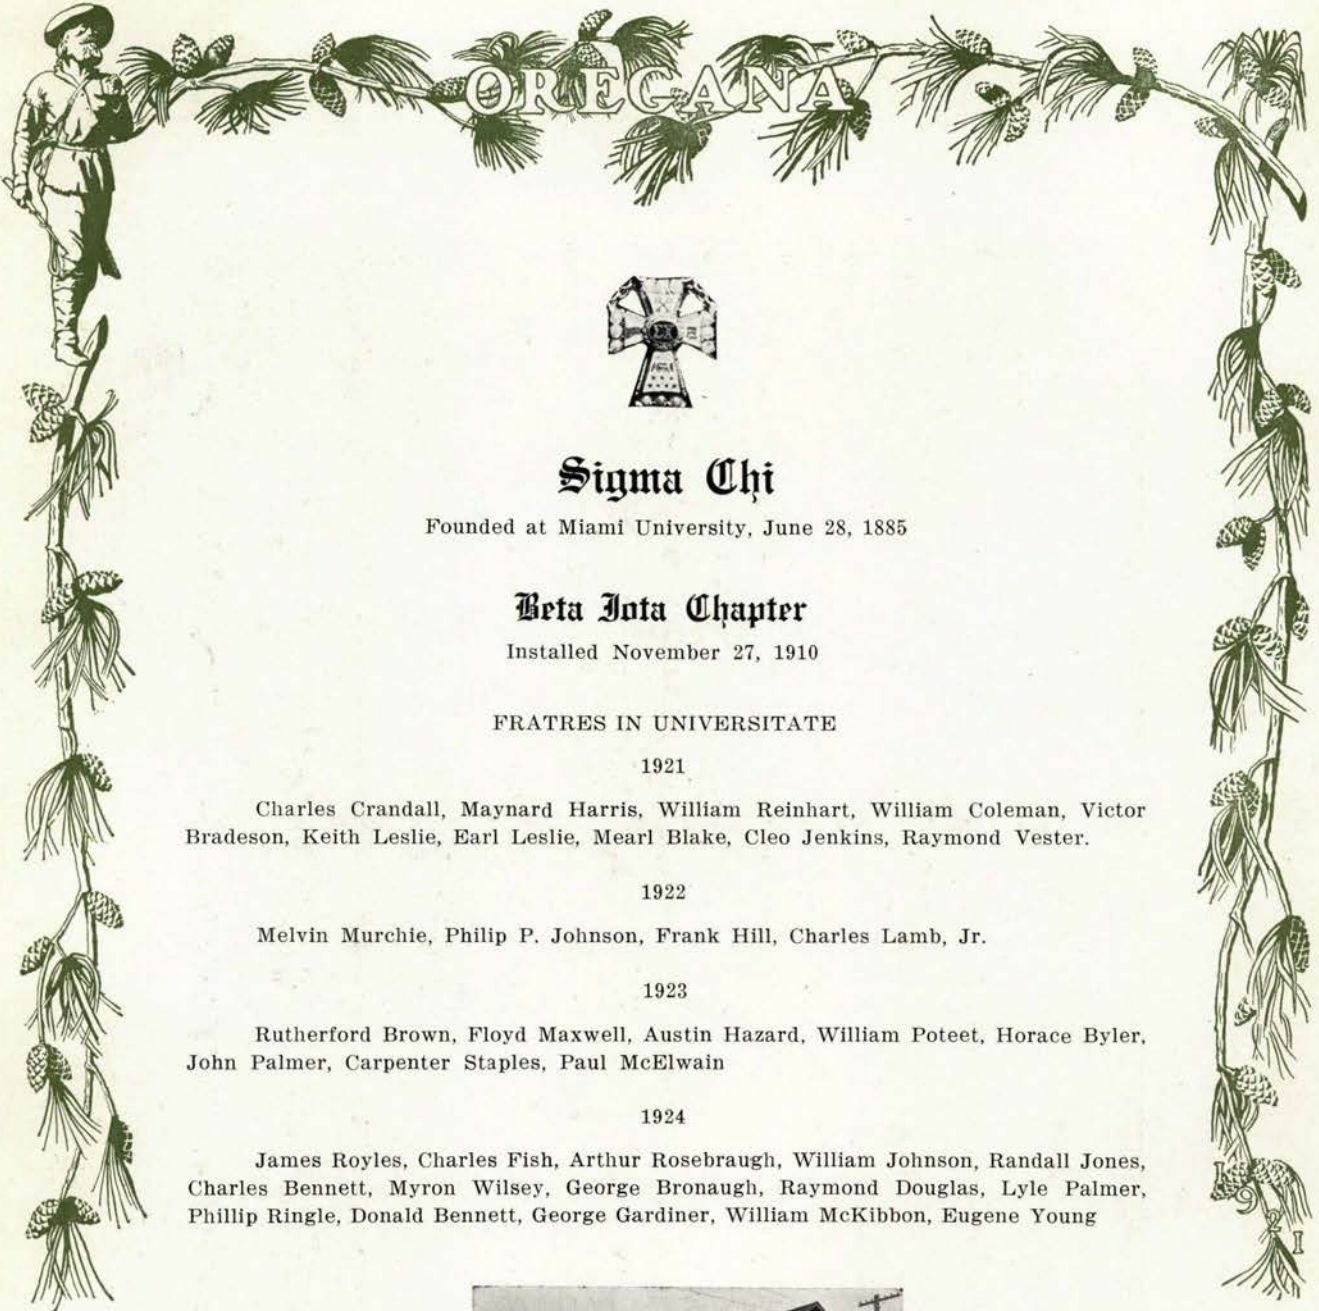 OREGANA
ΣΧ
Sigma Chi
Founded at Miami University, June 28, 1885
Beta Iota Chapter
Installed November 27, 1910
FRATRES IN UNIVERSITATE
1921
Charles Crandall, Maynard Harris, William Reinhart, William Coleman, Victor
Bradeson, Keith Leslie, Earl Leslie, Mearl Blake, Cleo Jenkins, Raymond Vester.
1922
Melvin Murchie, Philip P. Johnson, Frank Hill, Charles Lamb, Jr.
1923
Rutherford Brown, Floyd Maxwell, Austin Hazard, William Poteet, Horace Byler,
John Palmer, Carpenter Staples, Paul McElwain
1924
James Royles, Charles Fish, Arthur Rosebraugh, William Johnson, Randall Jones,
Charles Bennett, Myron Wilsey, George Bronaugh, Raymond Douglas, Lyle Palmer,
Phillip Ringle, Donald Bennett, George Gardiner, William McKibbon, Eugene Young
1921